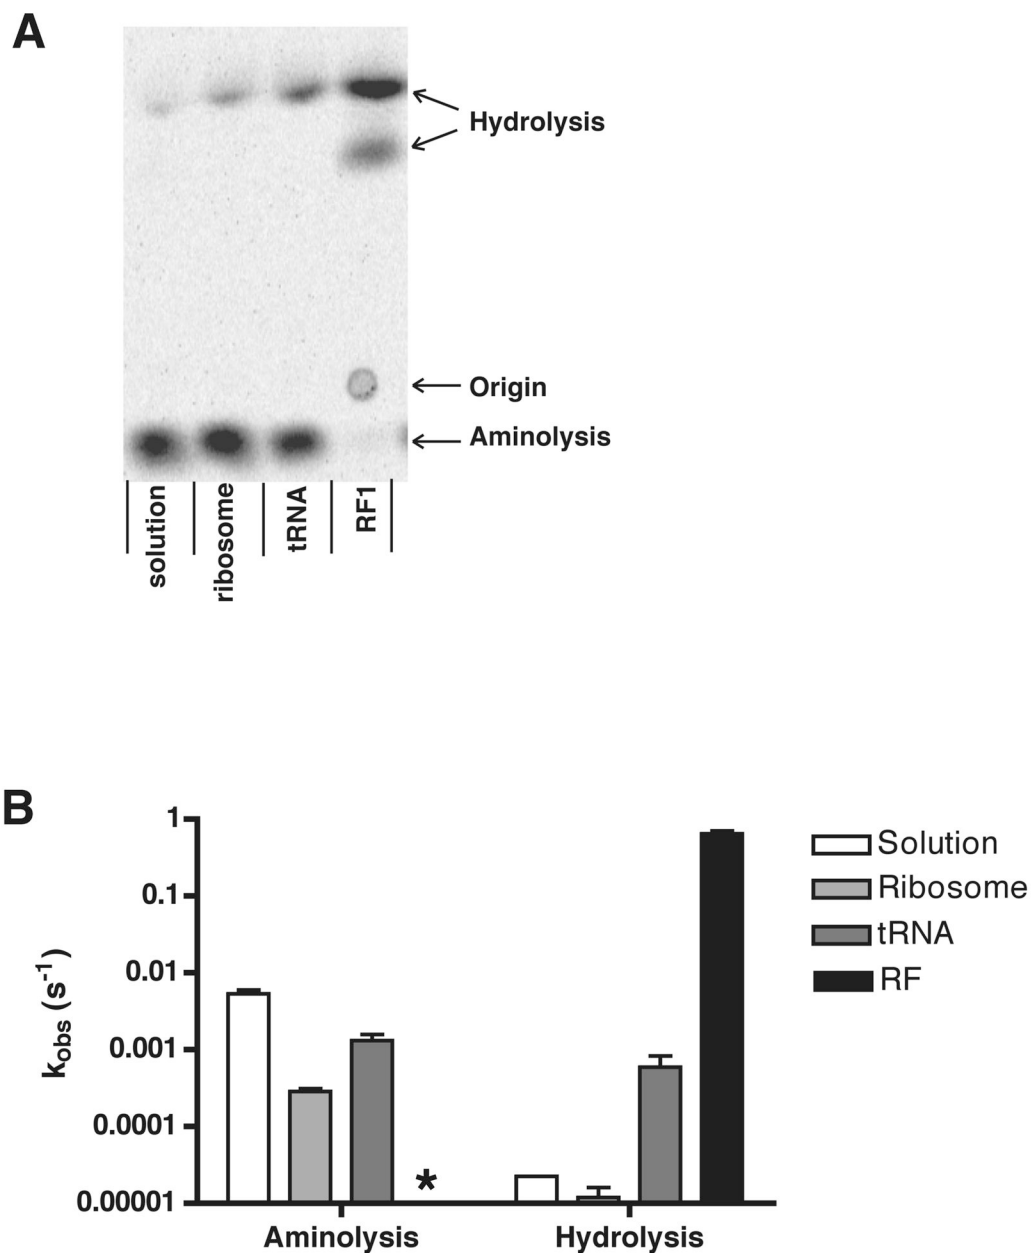 A
Hydrolysis
Origin
Aminolysis
solution
ribosome
tRNA
RF1
B
1
0.1
0.01
0.001
0.0001
0.00001
kobs (s-1)
*
Aminolysis
Hydrolysis
Solution
Ribosome
tRNA
RF